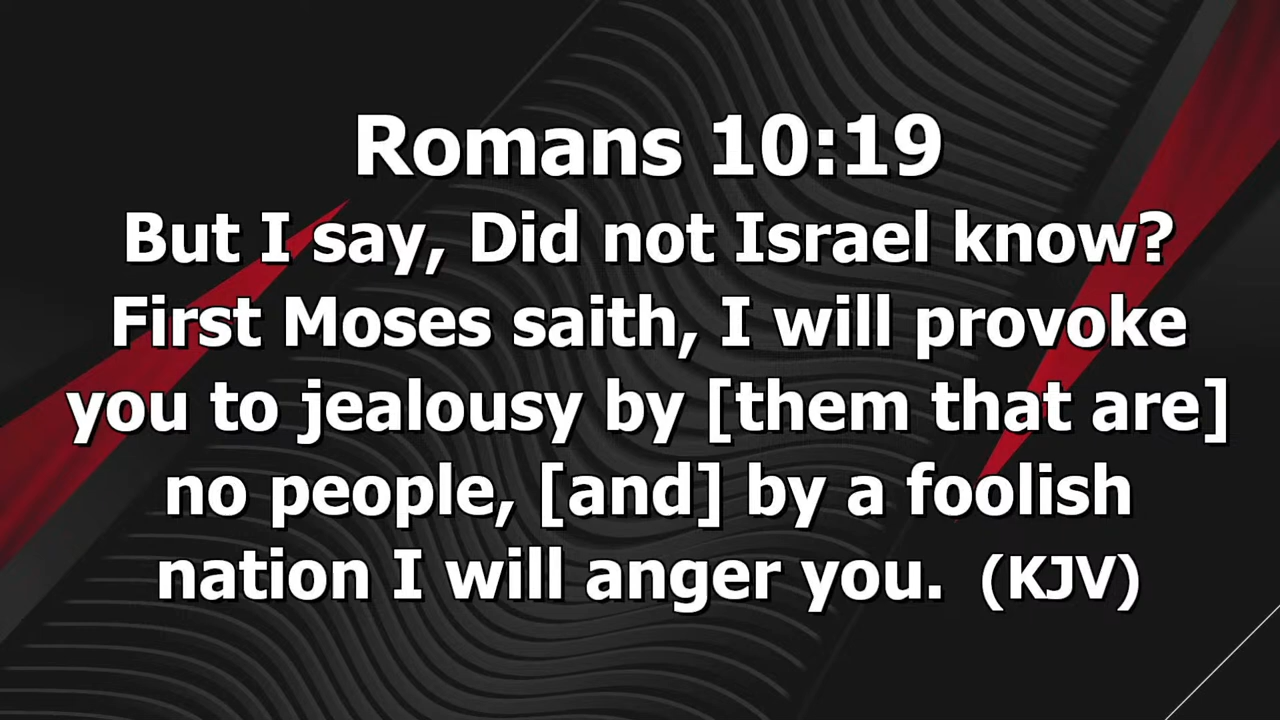 Romans 10:19
But I say, Did not Israel know?
First Moses saith, I will provoke
you to jealousy by [them that are]
no people, [and] by a foolish
nation I will anger you. (KJV)